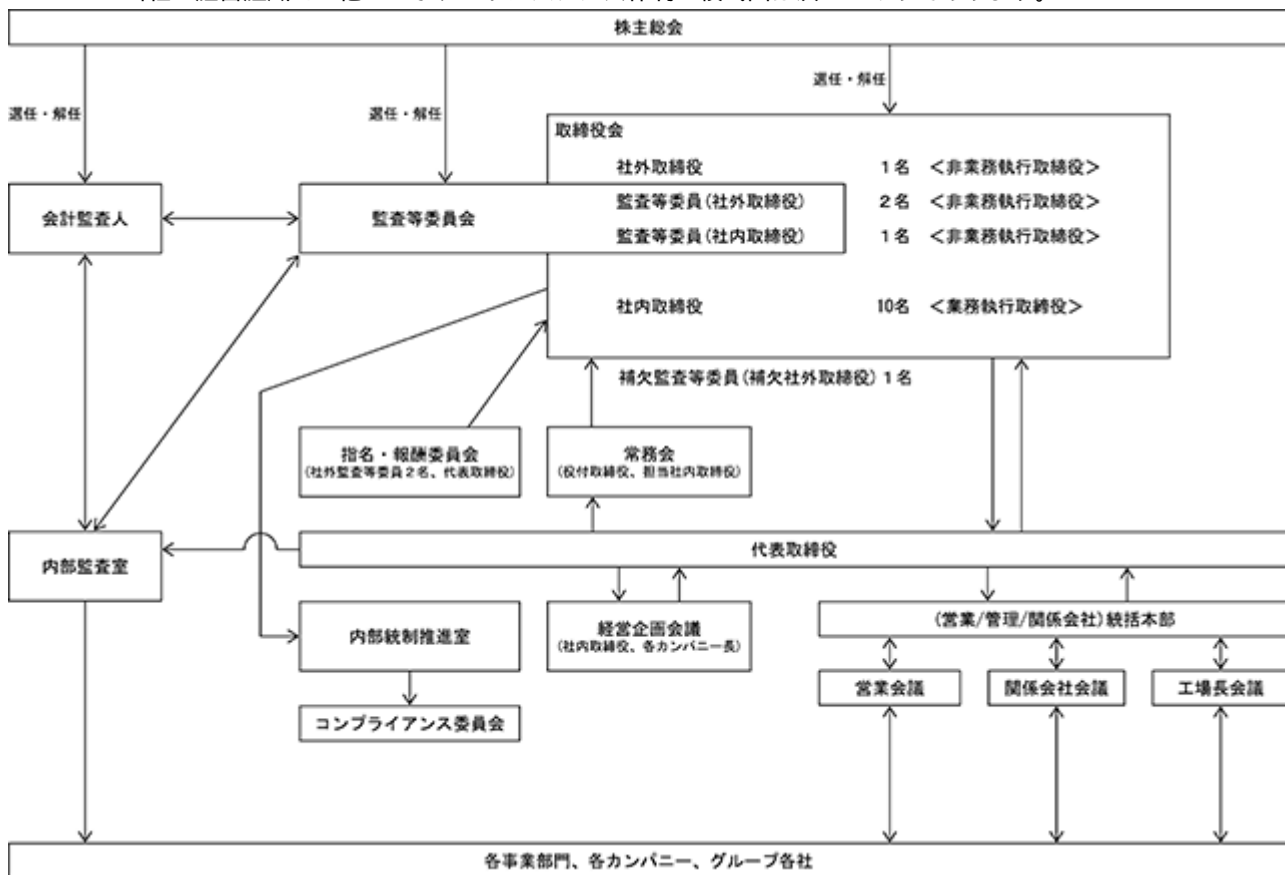 株主総会
選任・解任
選任・解任
選任・解任
取締役会
社外取締役 1名 <非業務執行取締役>
監査等委員(社外取締役) 2名 <非業務執行取締役>
監査等委員(社内取締役) 1名 <非業務執行取締役>
社内取締役 10名 <業務執行取締役>
会計監査人
監査等委員会
補欠監査等委員(補欠社外取締役)1名
指名・報酬委員会
(社外監査等委員2名、代表取締役)
常務会
(役付取締役、担当社内取締役)
内部監査室
代表取締役
内部統制推進室
経営企画会議
(社内取締役、各カンパニー長)
(営業/管理/関係会社)統括本部
営業会議
関係会社会議
工場長会議
コンプライアンス委員会
各事業部門、各カンパニー、グループ各社